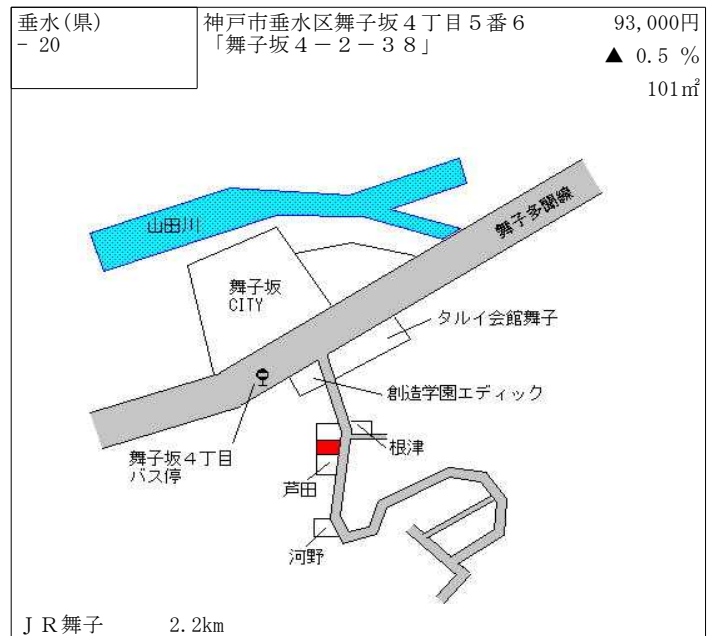 垂水(県)
- 20
神戸市垂水区舞子坂４丁目５番６
「舞子坂４－２－３８」
93,000円
▲ 0.5 %
101㎡
山田川
舞子多聞線
舞子坂
CITY
タルイ会館舞子
創造学園エディック
舞子坂４丁目
バス停
根津
芦田
河野
ＪＲ舞子 2.2km